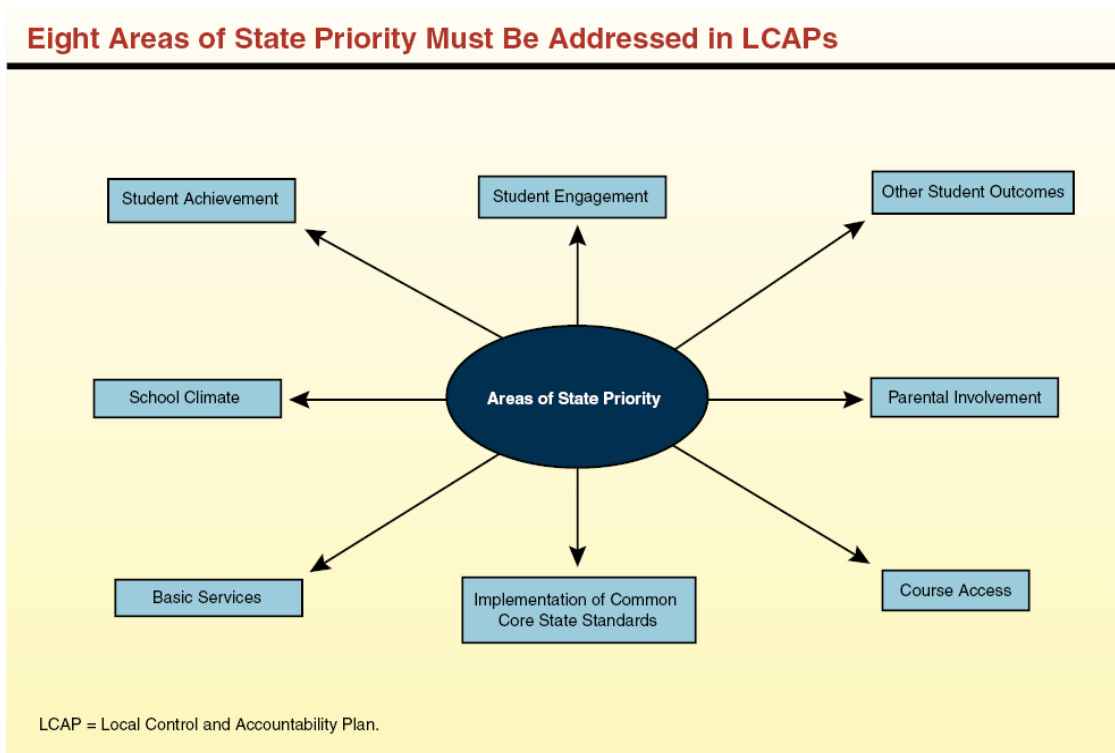 Eight Areas of State Priority Must Be Addressed in LCAPs
Student Achievement
Student Engagement
Other Student Outcomes
School Climate
Areas of State Priority
Parental Involvement
Basic Services
Implementation of Common
Core State Standards
Course Access
LCAP = Local Control and Accountability Plan.